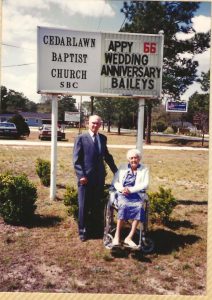 CEDARLAWN
BAPTIST
CHURCH
SBC
APPY 66
WEDDING
ANNIVERSARY
BAILEYS